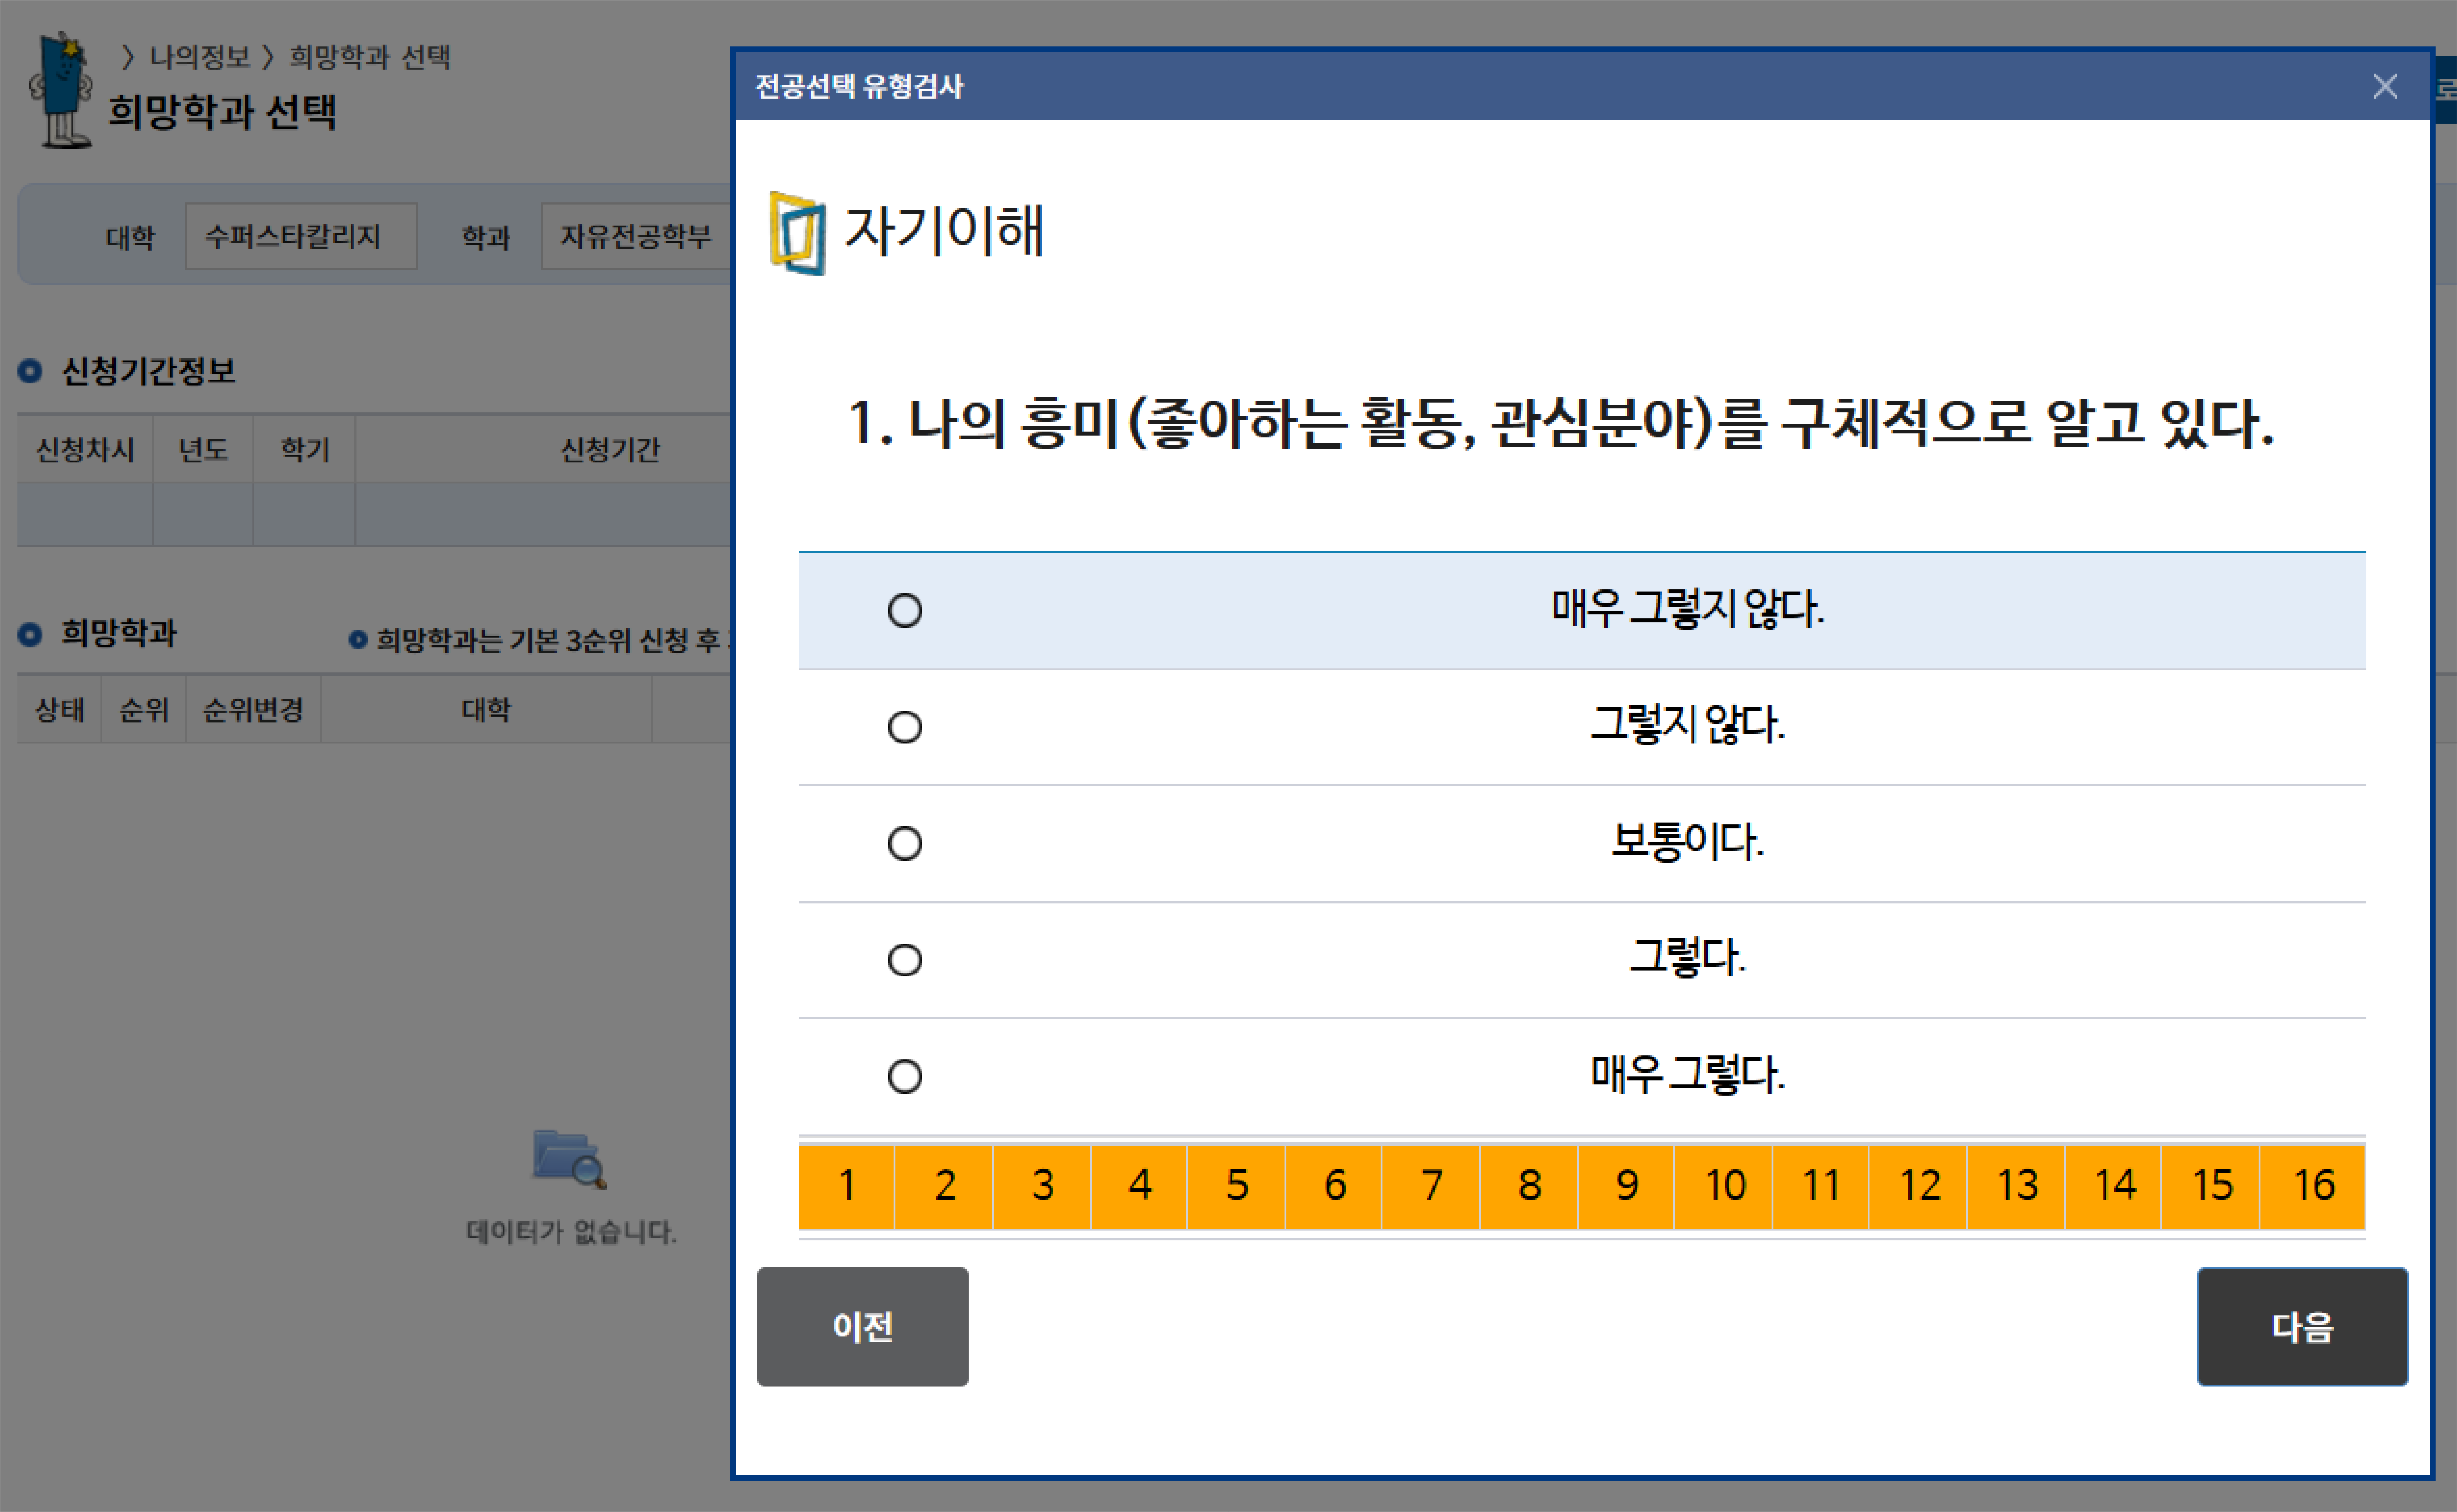 〉 나의정보 〉 희망학과 선택
희망학과 선택
대학 수퍼스타칼리지 학과 자유전공학부
신청기간정보
신청차시 년도 학기 신청기간
희망학과 희망학과는 기본 3순위 신청 후
상태 순위 순위변경 대학
데이터가 없습니다.
로
전공선택 유형검사
자기이해
1. 나의 흥미(좋아하는 활동, 관심분야)를 구체적으로 알고 있다.
매우 그렇지 않다.
그렇지 않다.
보통이다.
그렇다.
매우 그렇다.
1 2 3 4 5 6 7 8 9 10 11 12 13 14 15 16
이전 다음